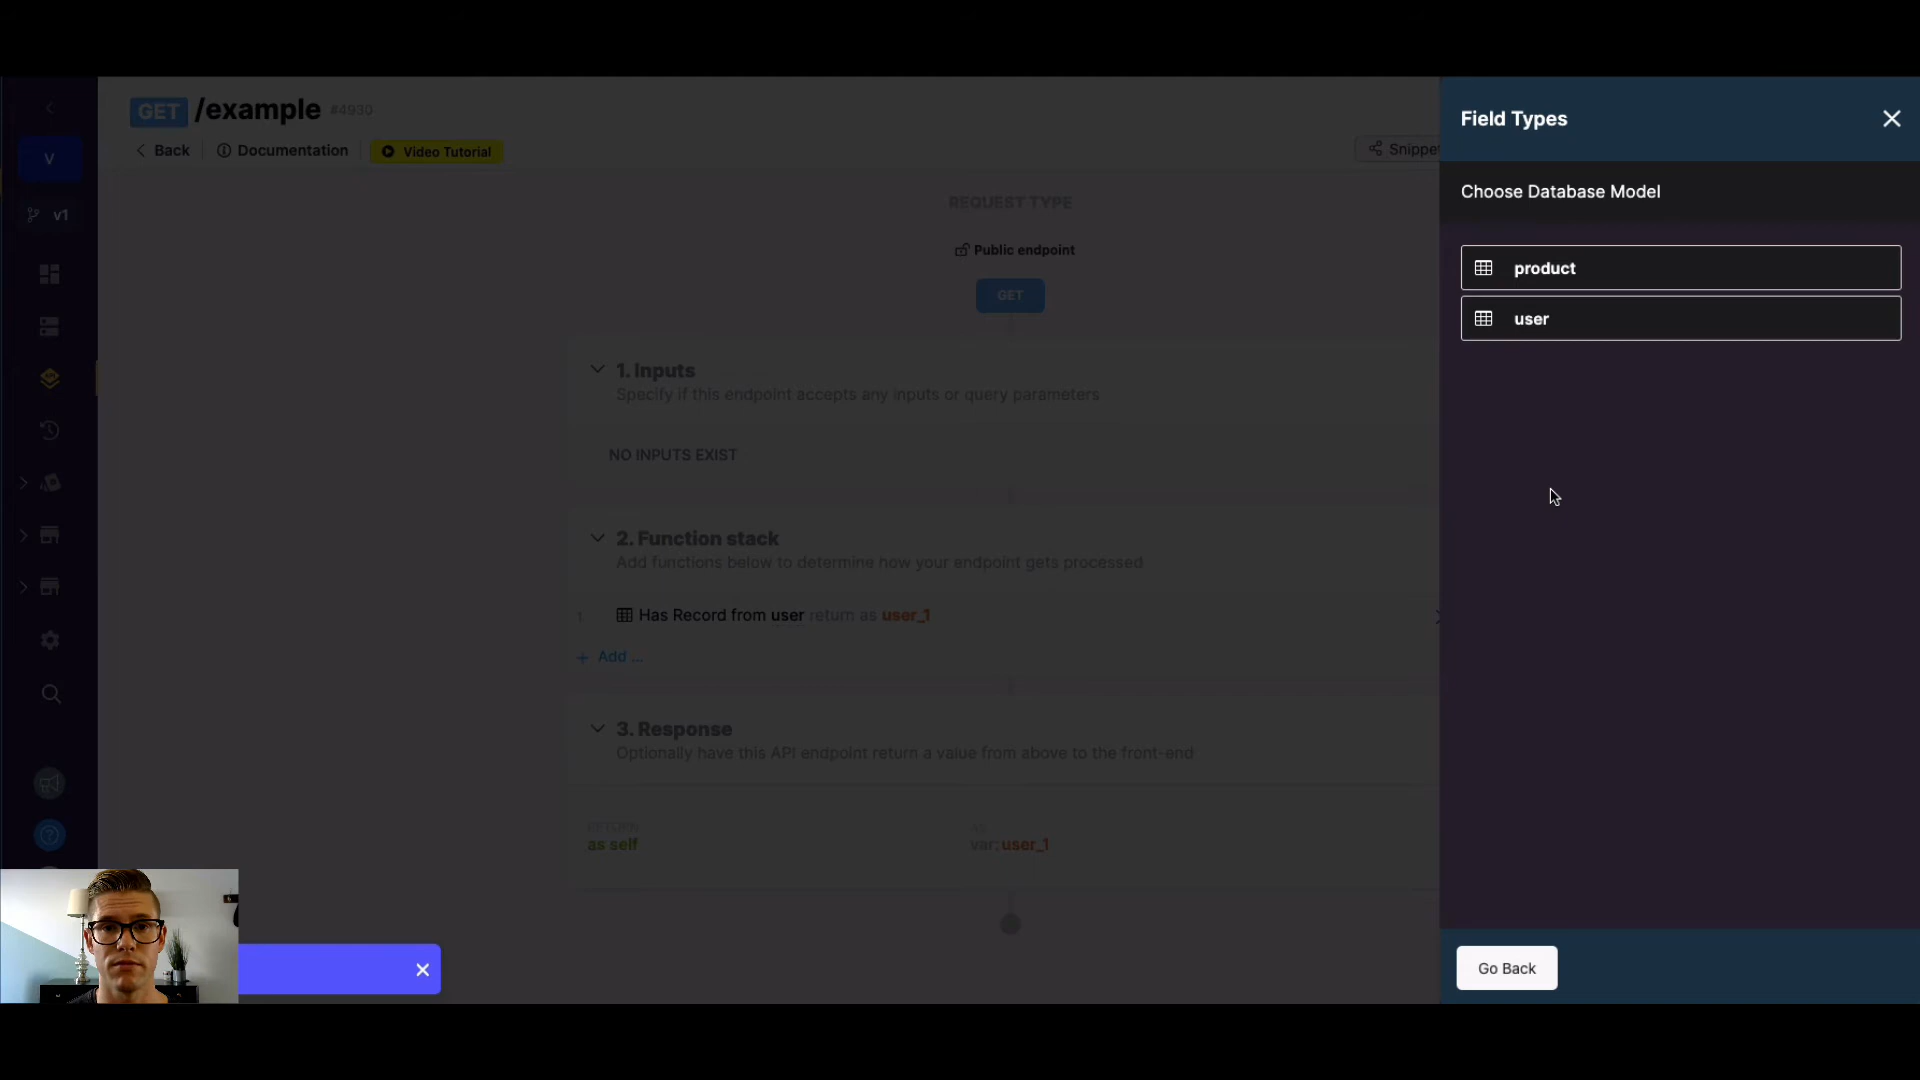 GET /example #4930
Back
Documentation
Video Tutorial
Snippet
V
v1
REQUEST TYPE
Public endpoint
GET
1. Inputs
Specify if this endpoint accepts any inputs or query parameters
NO INPUTS EXIST
2. Function stack
Add functions below to determine how your endpoint gets processed
1
Has Record from user return as user_1
+ Add ...
3. Response
Optionally have this API endpoint return a value from above to the front-end
RETURN
as self
AS
var: user_1
Field Types
Choose Database Model
product
user
Go Back